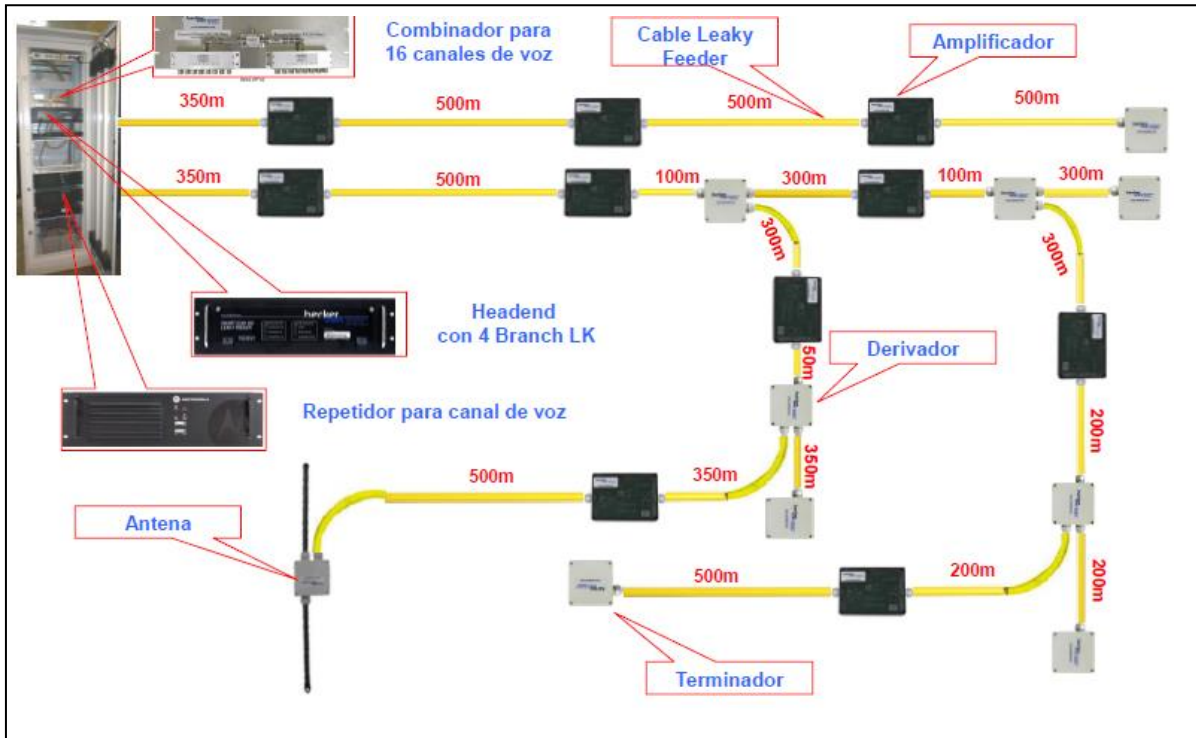 Combinador para
16 canales de voz
Cable Leaky
Feeder
Amplificador
350m
500m
500m
500m
350m
500m
100m
300m
100m
300m
300m
300m
becker
Headend
con 4 Branch LK
50m
Derivador
200m
Repetidor para canal de voz
350m
500m
350m
Antena
500m
200m
200m
Terminador